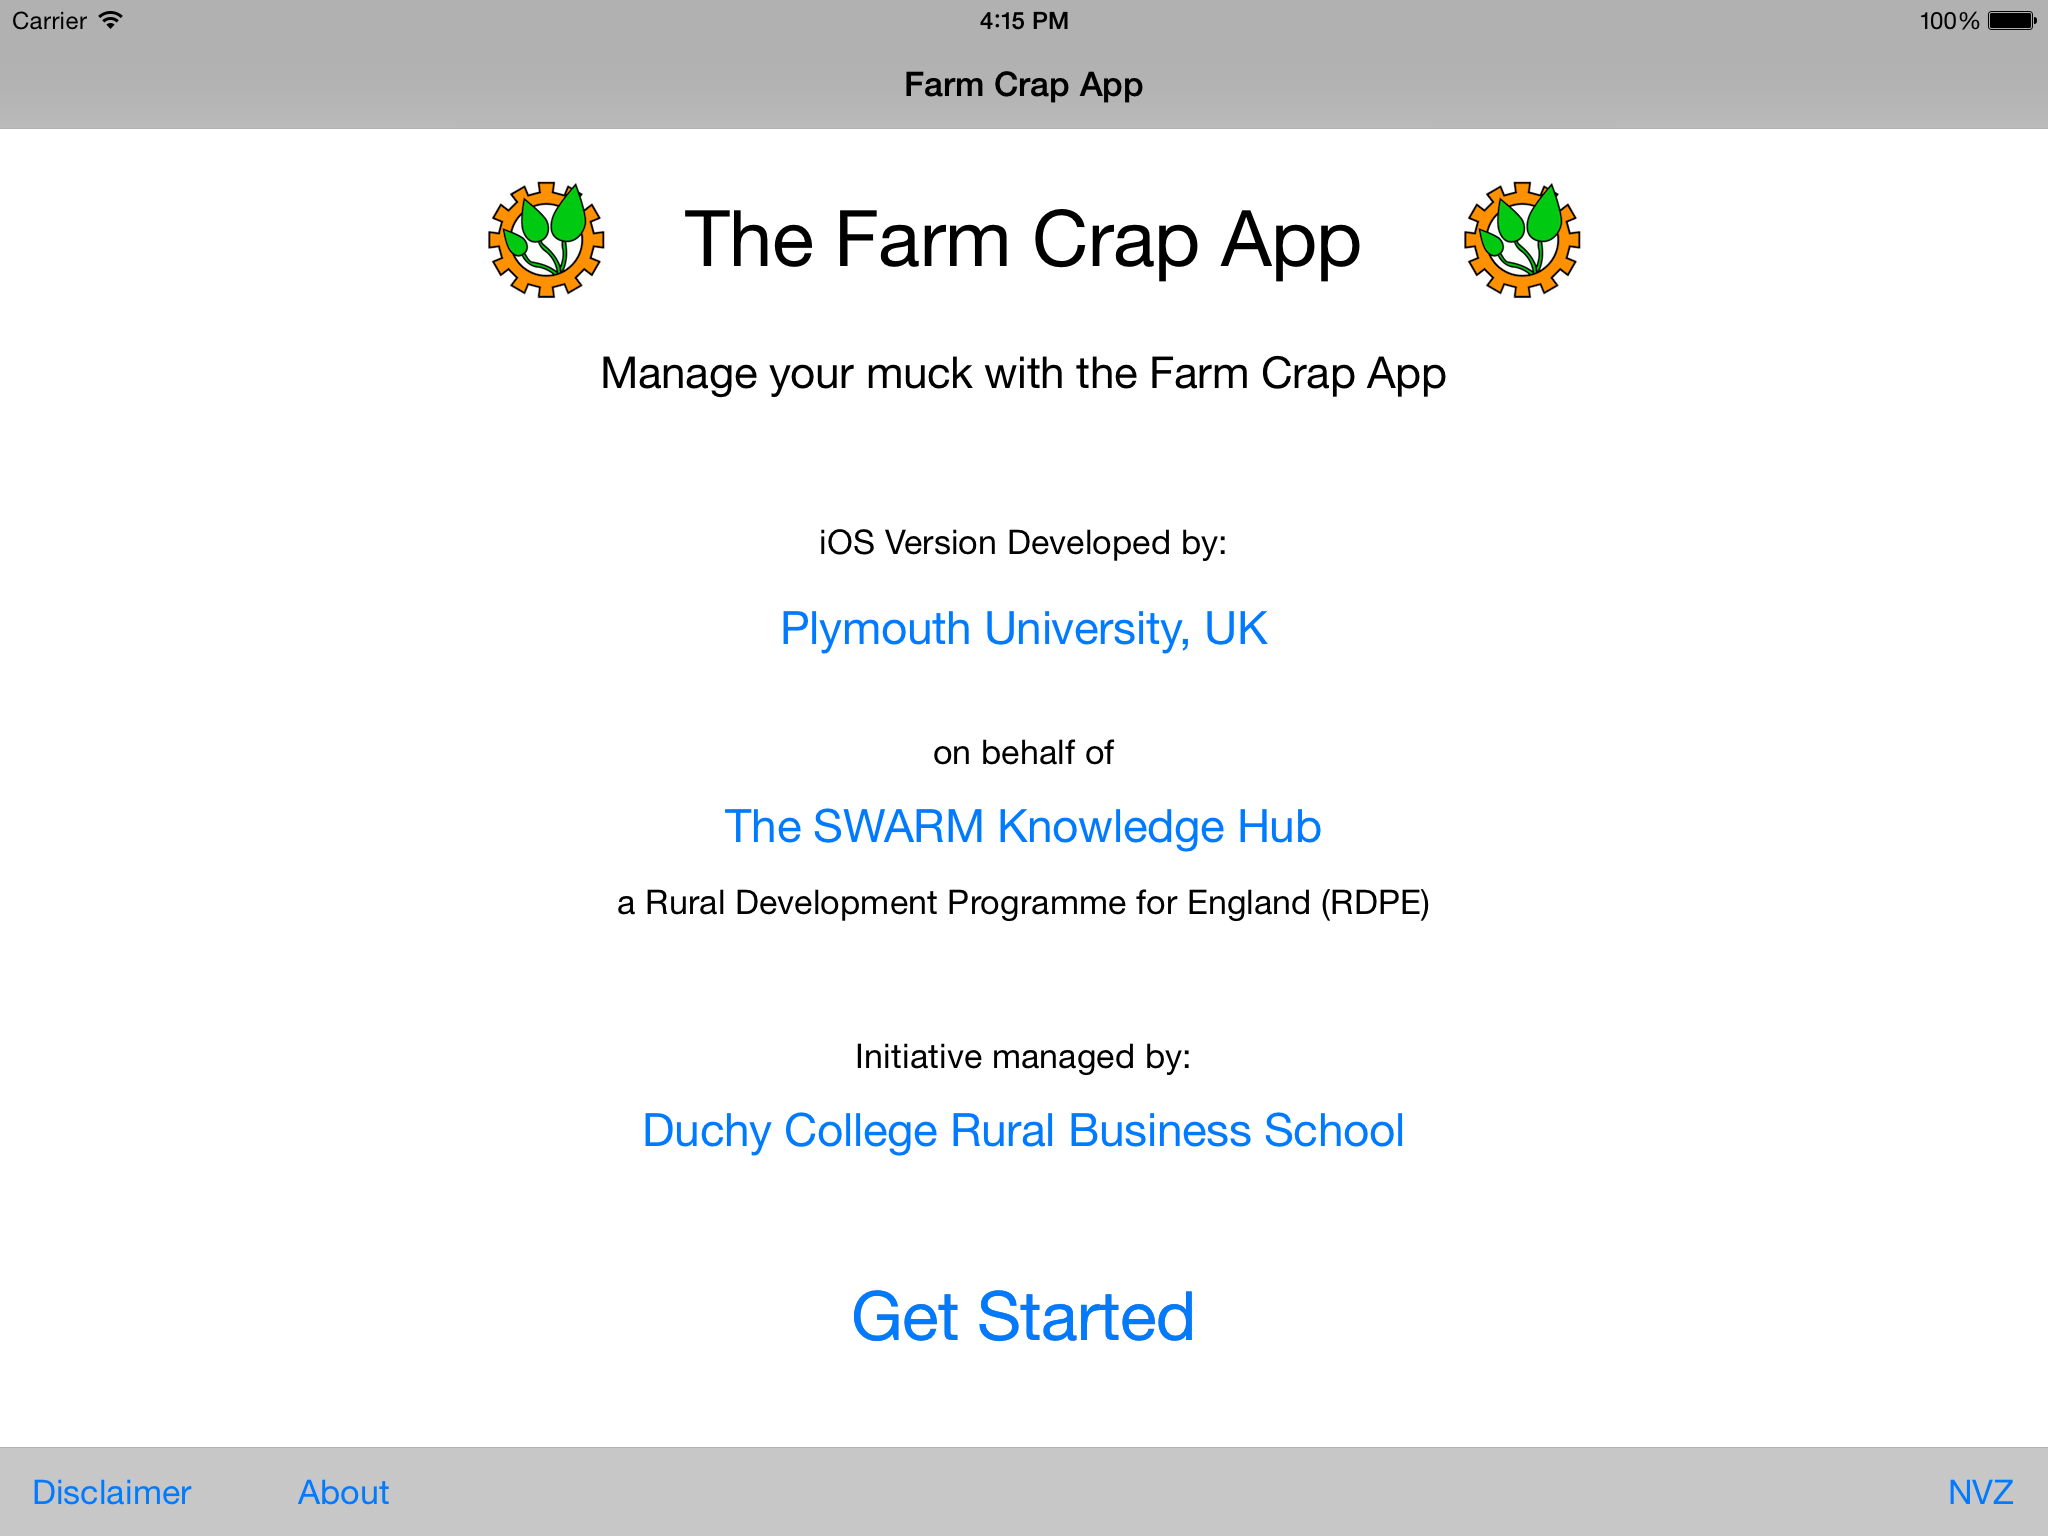 Carrier
4:15 PM
100%
Farm Crap App
The Farm Crap App
Manage your muck with the Farm Crap App
iOS Version Developed by:
Plymouth University, UK
on behalf of
The SWARM Knowledge Hub
a Rural Development Programme for England (RDPE)
Initiative managed by:
Duchy College Rural Business School
Get Started
Disclaimer
About
NVZ